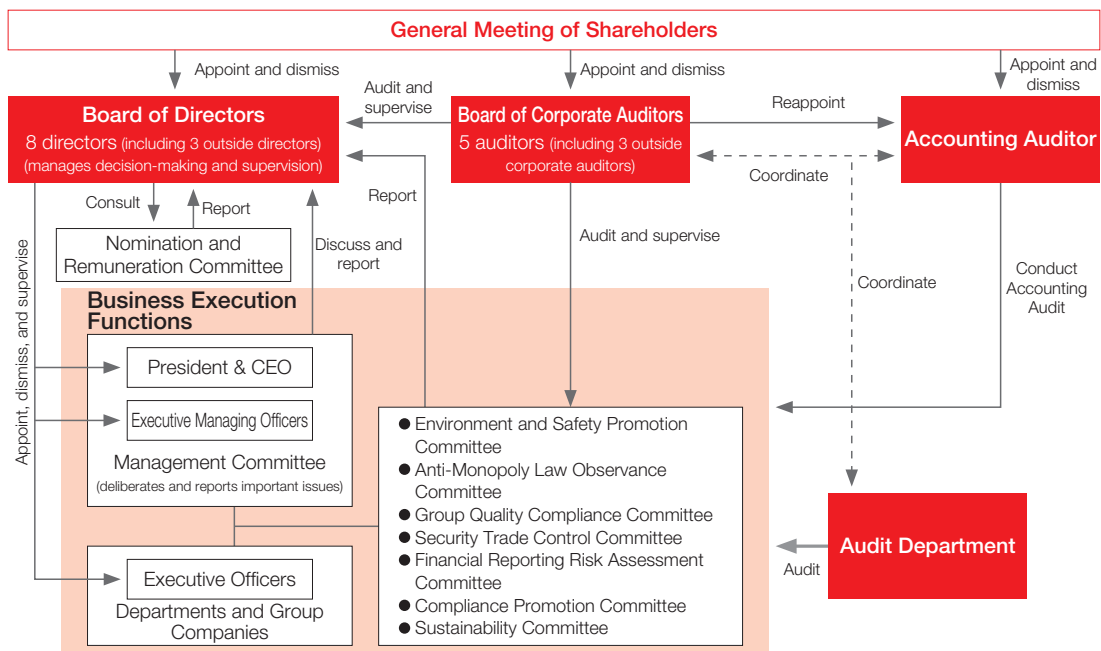 General Meeting of Shareholders
Appoint and dismiss
Appoint and dismiss
Appoint and
dismiss
Audit and
supervise
Reappoint
Board of Directors
8 directors (including 3 outside directors)
(manages decision-making and supervision)
Board of Corporate Auditors
5 auditors (including 3 outside
corporate auditors)
Accounting Auditor
Coordinate
Consult
Report
Report
Nomination and
Remuneration Committee
Discuss and
report
Audit and supervise
Coordinate
Conduct
Accounting
Audit
Appoint, dismiss, and supervise
Business Execution
Functions
President & CEO
Executive Managing Officers
Management Committee
(deliberates and reports important issues)
Executive Officers
Departments and Group
Companies
● Environment and Safety Promotion
Committee
● Anti-Monopoly Law Observance
Committee
● Group Quality Compliance Committee
● Security Trade Control Committee
● Financial Reporting Risk Assessment
Committee
● Compliance Promotion Committee
● Sustainability Committee
Audit Department
Audit